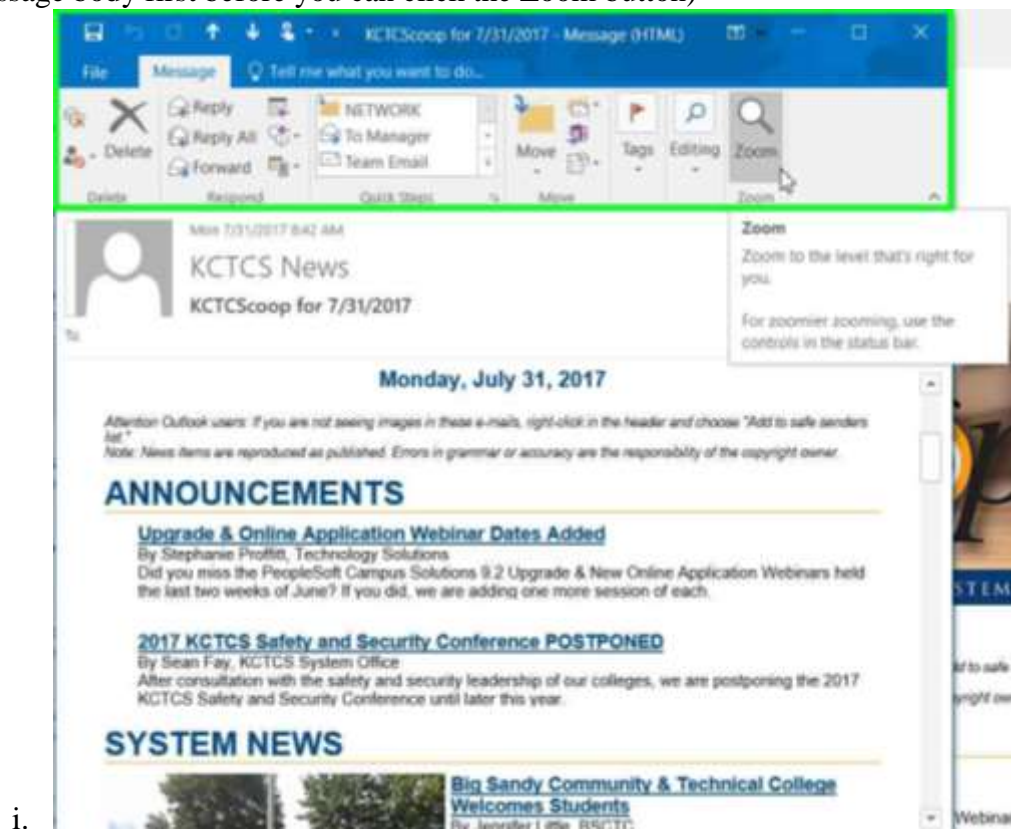 ssage body first before you can click the Zoom button)
KCTCScoop for 7/31/2017 - Message (HTML)
File Message Tell me what you want to do...
Reply NETWORK
Delete Reply All To Manager Move Tags Editing Zoom
Forward Team Email
Delete Respond Quick Steps Move Zoom
Mon 7/31/2017 8:42 AM
KCTCS News
KCTCScoop for 7/31/2017
To
Zoom
Zoom to the level that's right for
you.
For zoomier zooming, use the
controls in the status bar.
Monday, July 31, 2017
Attention Outlook users: If you are not seeing images in these e-mails, right-click in the header and choose "Add to safe senders
list."
Note: News items are reproduced as published. Errors in grammar or accuracy are the responsibility of the copyright owner.
ANNOUNCEMENTS
Upgrade & Online Application Webinar Dates Added
By Stephanie Proffitt, Technology Solutions
Did you miss the PeopleSoft Campus Solutions 9.2 Upgrade & New Online Application Webinars held
the last two weeks of June? If you did, we are adding one more session of each.
STEM
2017 KCTCS Safety and Security Conference POSTPONED
By Sean Fay, KCTCS System Office
After consultation with the safety and security leadership of our colleges, we are postponing the 2017
KCTCS Safety and Security Conference until later this year.
to safe
yright
SYSTEM NEWS
Big Sandy Community & Technical College
Welcomes Students
By Jennifer Little, BSCTC
Webinar
i.